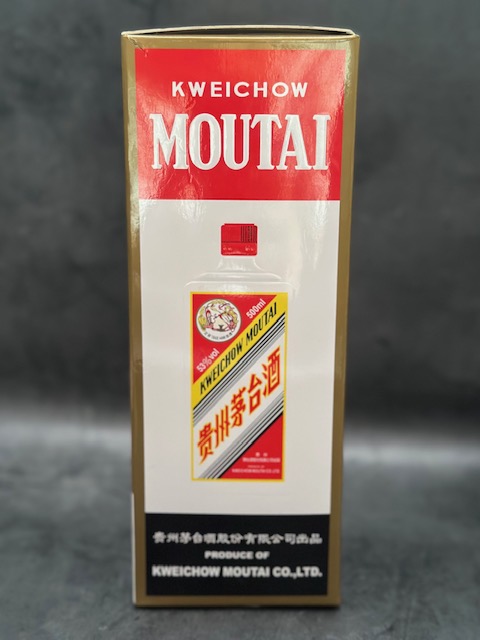 KWEICHOW
MOUTAI
53%vol 500ml
KWEICHOW MOUTAI
贵州茅台酒
贵州茅台酒股份有限公司出品
PRODUCE OF
KWEICHOW MOUTAI CO.,LTD.